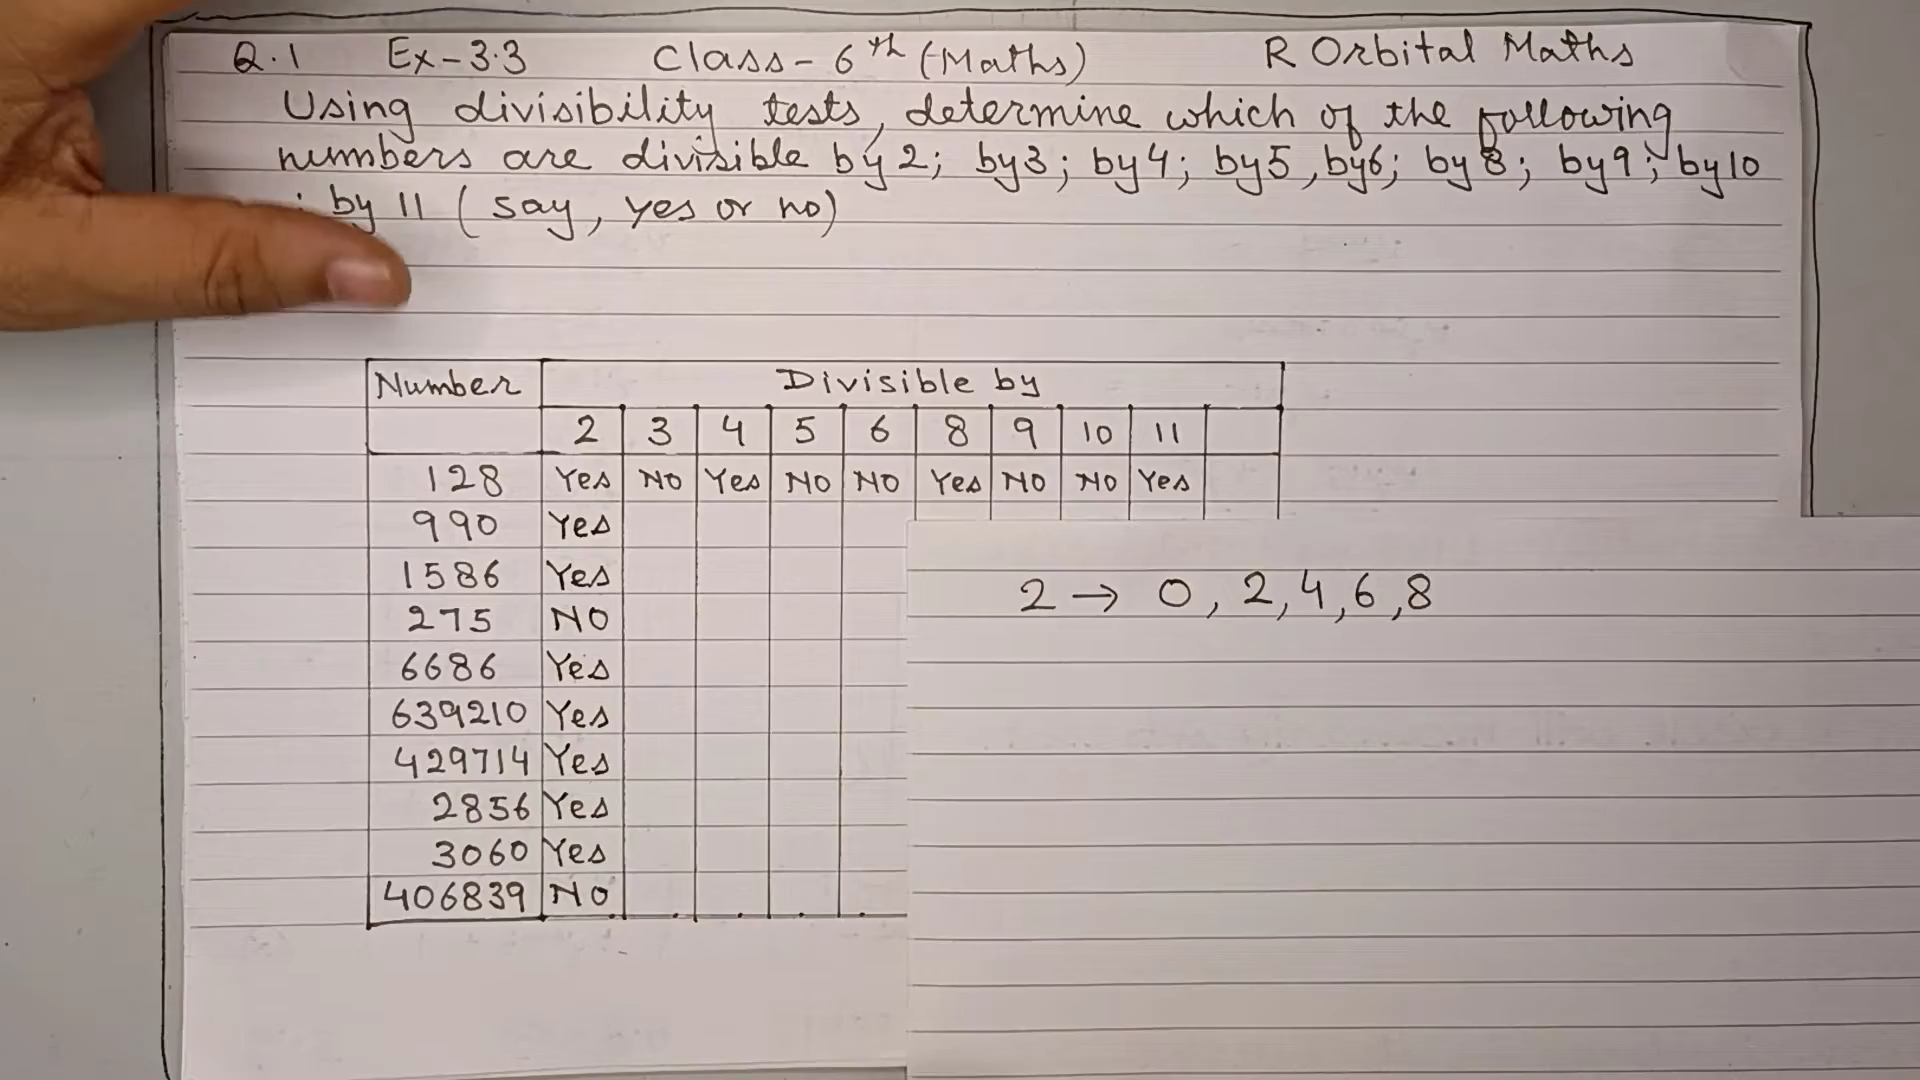 Q.1 Ex-3.3 Class-6th (Maths) R Orbital Maths
Using divisibility tests, determine which of the following
numbers are divisible by 2; by 3; by 4; by 5, by 6; by 8; by 9; by 10
; by 11 (say, yes or no)
Number Divisible by
2 3 4 5 6 8 9 10 11
128 Yes NO Yes NO NO Yes NO NO Yes
990 Yes
1586 Yes
2 → 0, 2, 4, 6, 8
275 NO
6686 Yes
639210 Yes
429714 Yes
2856 Yes
3060 Yes
406839 NO